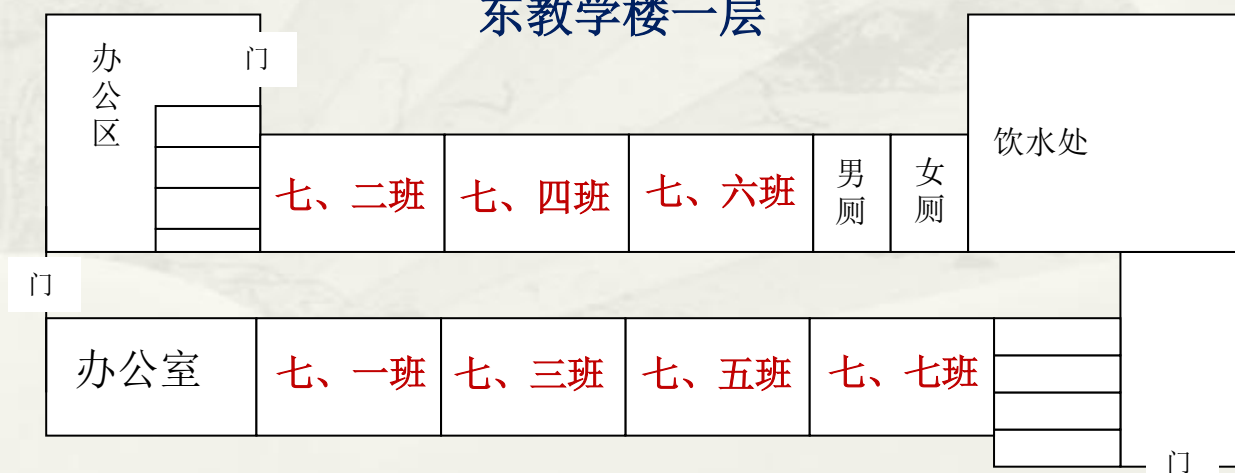 东教学楼一层
办公区
门
饮水处
七、二班
七、四班
七、六班
男厕
女厕
门
办公室
七、一班
七、三班
七、五班
七、七班
门